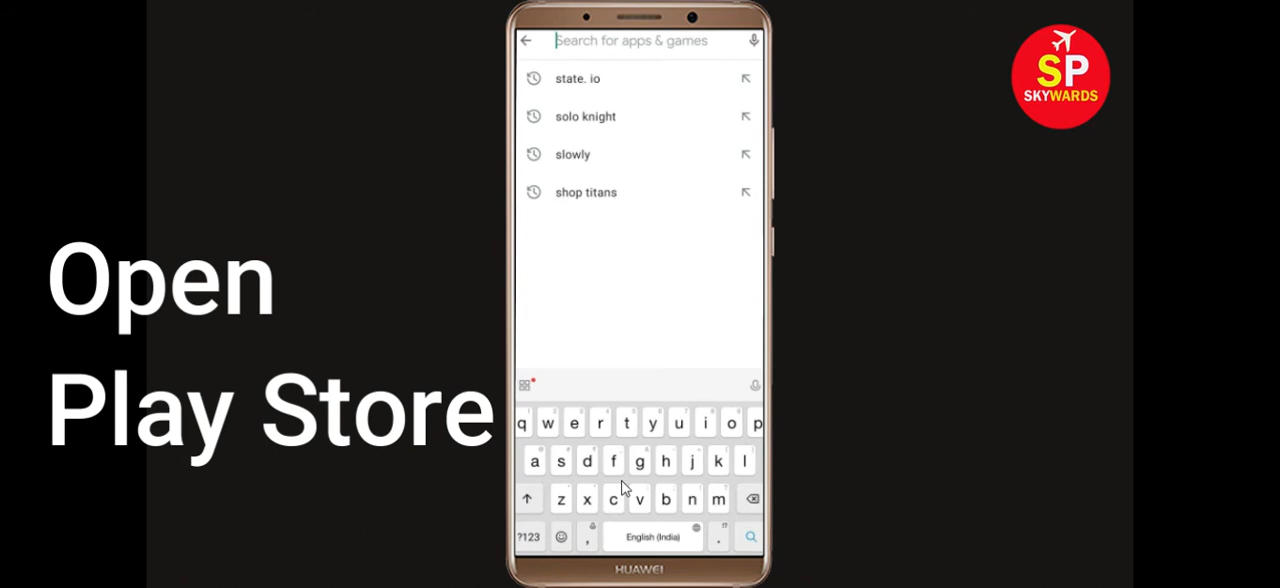 Search for apps & games
state. io
solo knight
slowly
shop titans
SP
SKYWARDS
Open
Play Store
q w e r t y u i o p
a s d f g h j k l
z x c v b n m
?123 , English (India) .
HUAWEI